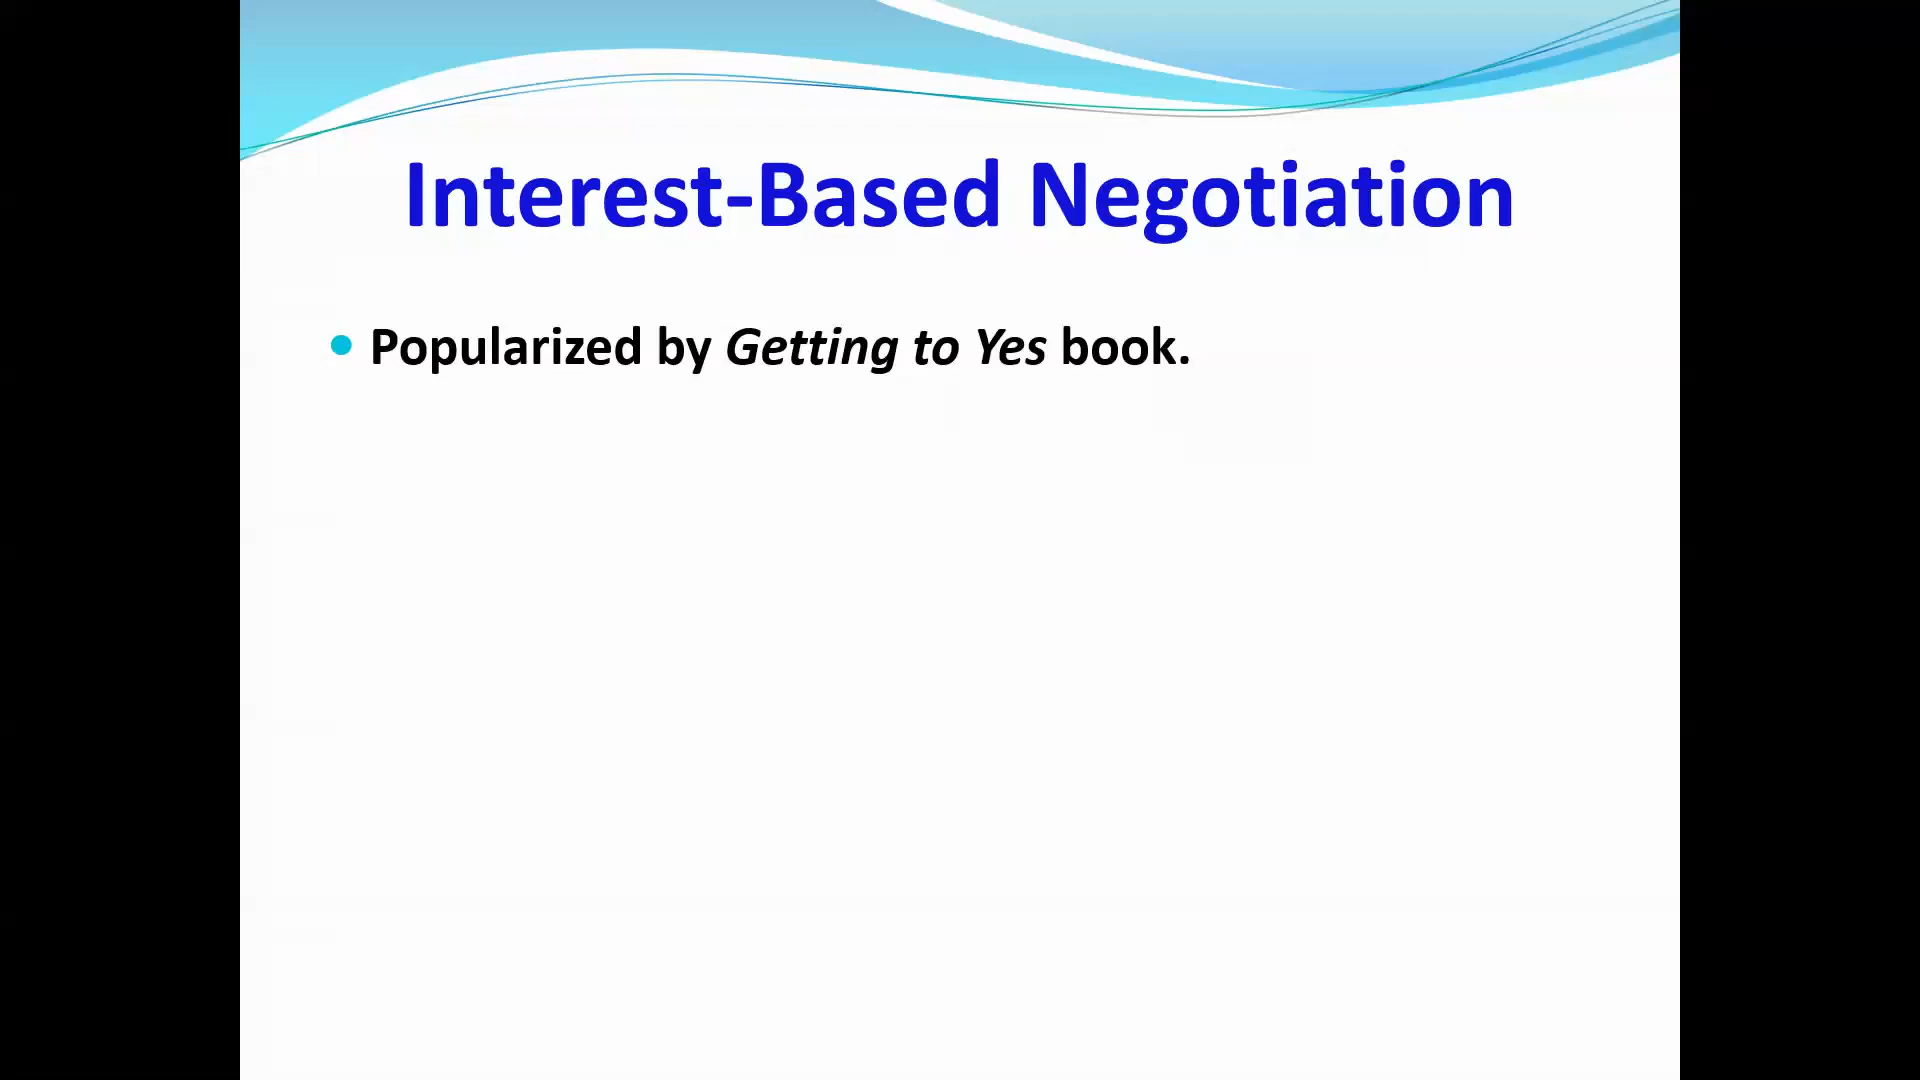 Interest-Based Negotiation
Popularized by Getting to Yes book.